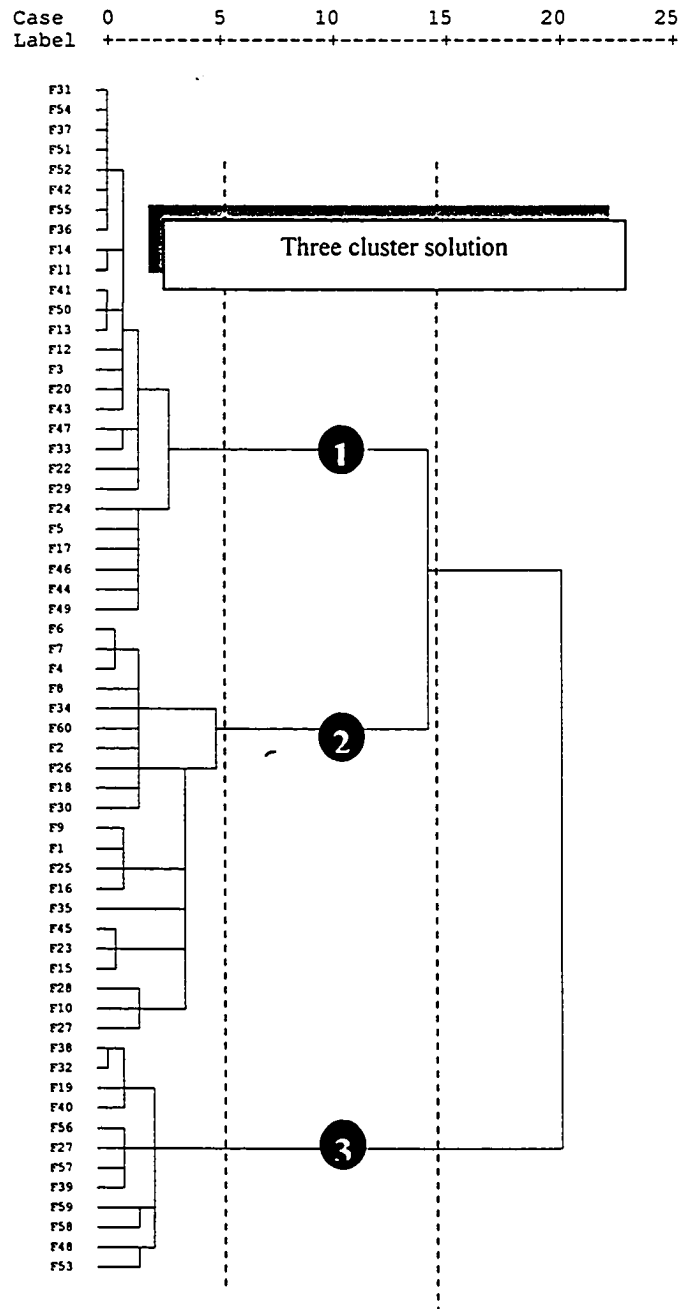 Case 0 5 10 15 20 25
Label +---------+---------+---------+---------+---------+
F31
F54
F37
F51
F52
F42
F55
F36
F14
F11
F41
F50
F13
F12
F3
F20
F43
F47
F33
F22
F29
F24
F5
F17
F46
F44
F49
F6
F7
F4
F8
F34
F60
F2
F26
F18
F30
F9
F1
F25
F16
F35
F45
F23
F15
F28
F10
F27
F38
F32
F19
F40
F56
F27
F57
F39
F59
F58
F48
F53
Three cluster solution
1
2
3